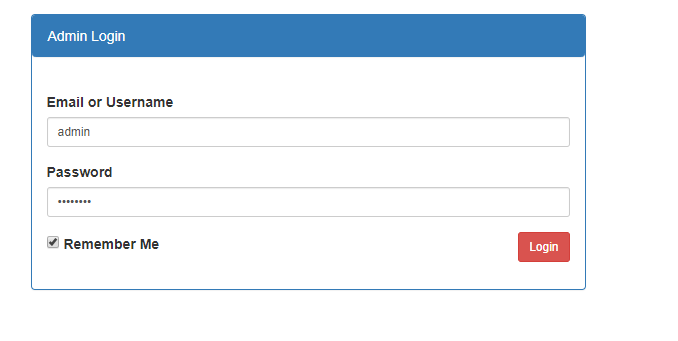 Admin Login
Email or Username
admin
Password
••••••••
Remember Me
Login